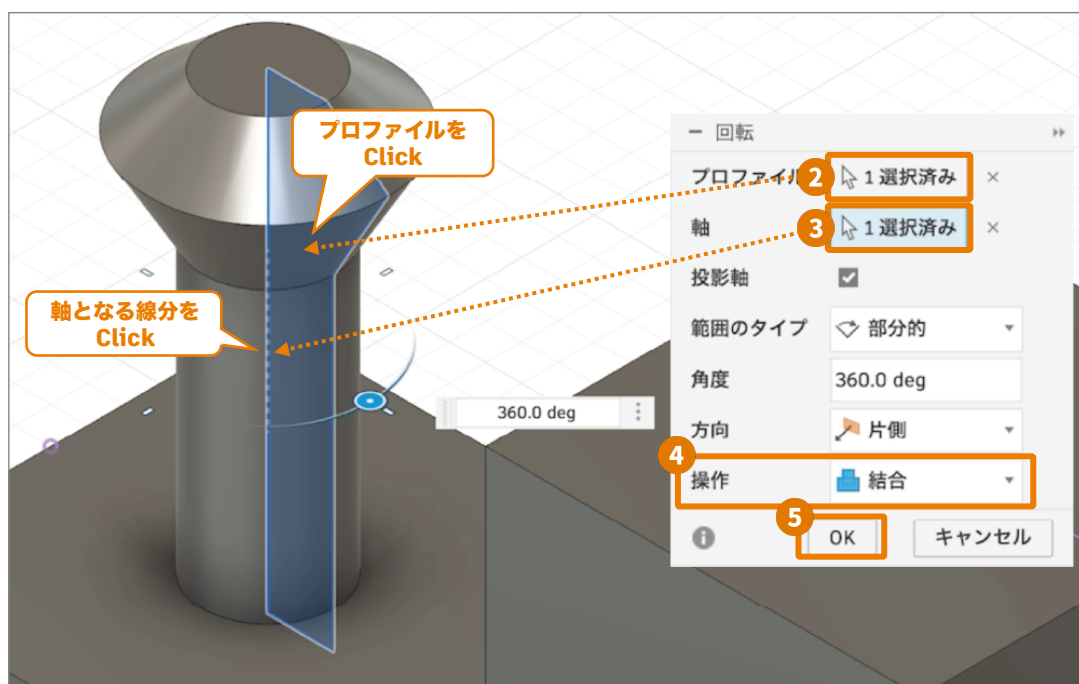 プロファイルを
Click
軸となる線分を
Click
360.0 deg
回転
プロファイル 2 1 選択済み
軸 3 1 選択済み
投影軸
範囲のタイプ 部分的
角度 360.0 deg
方向 片側
4
操作 結合
5
OK キャンセル